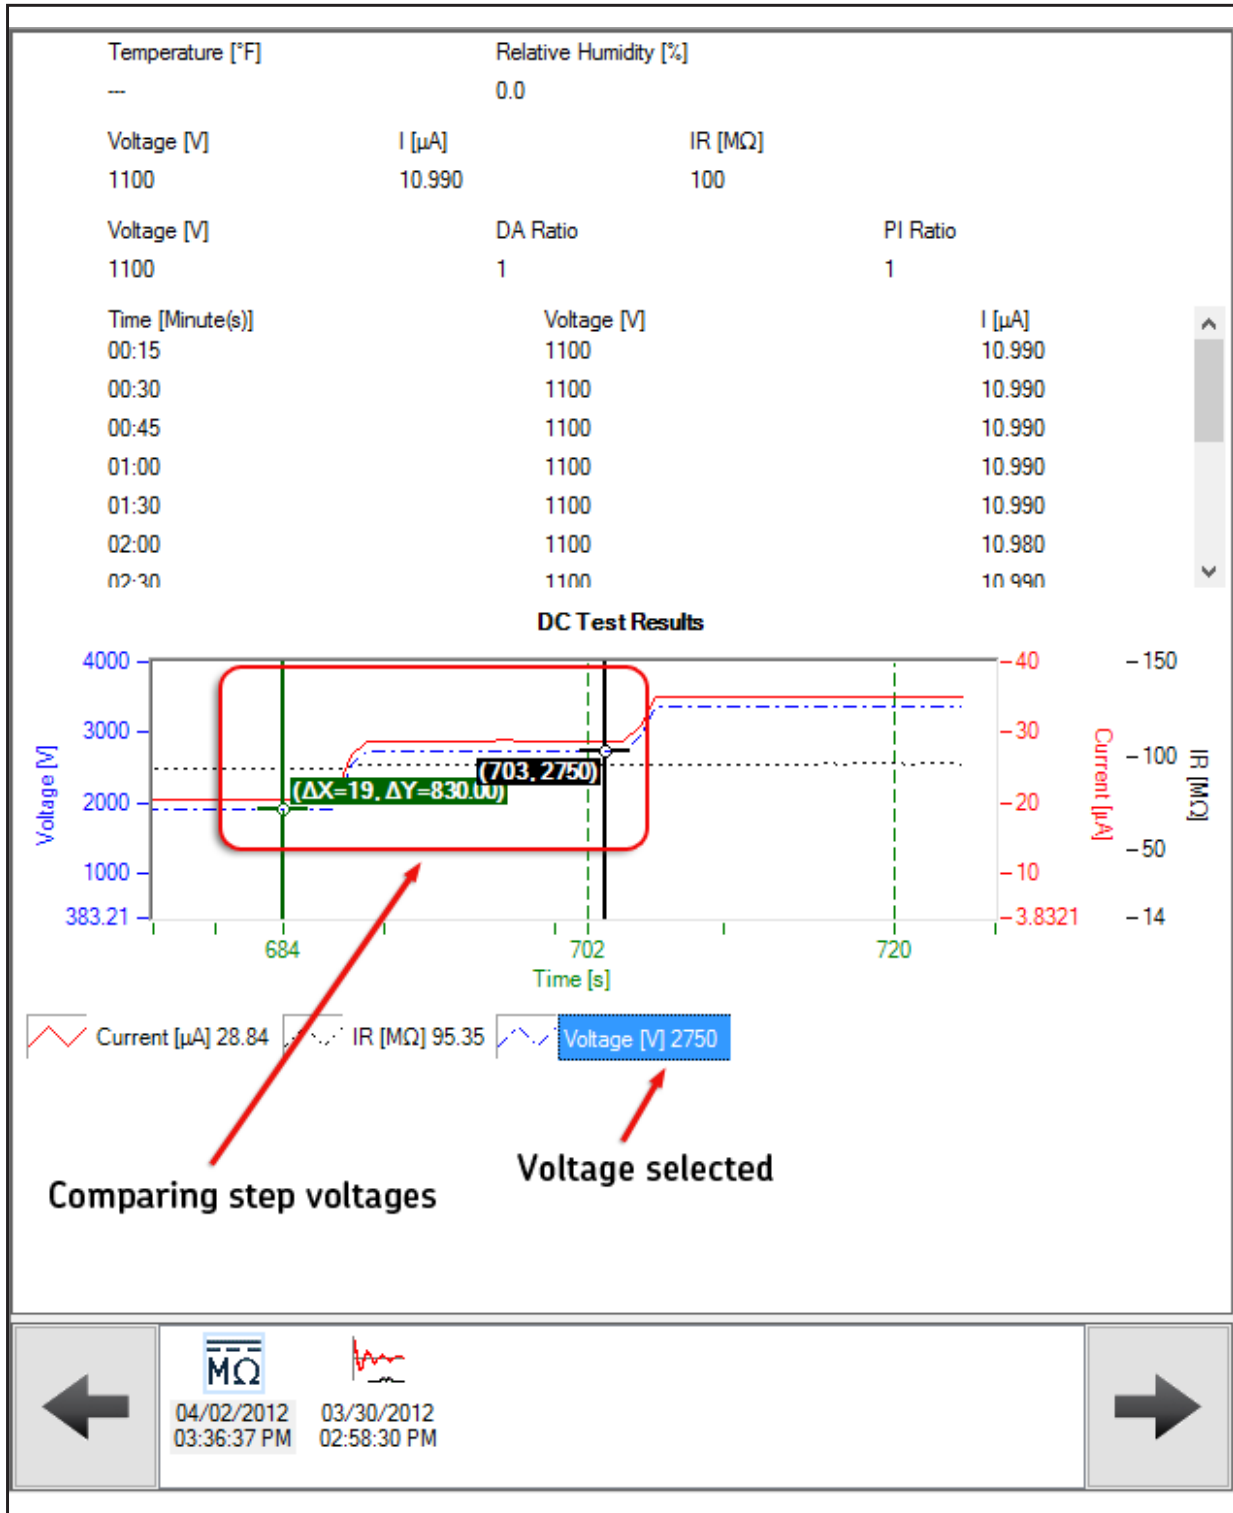 Temperature [°F] Relative Humidity [%]
--- 0.0
Voltage [V] I [µA] IR [MΩ]
1100 10.990 100
Voltage [V] DA Ratio PI Ratio
1100 1 1
Time [Minute(s)] Voltage [V] I [µA]
00:15 1100 10.990
00:30 1100 10.990
00:45 1100 10.990
01:00 1100 10.990
01:30 1100 10.990
02:00 1100 10.980
02:30 1100 10.990
DC Test Results
4000 40 150
3000 30 100
2000 20
1000 10 50
383.21 3.8321 14
Voltage [V]
Current [µA]
IR [MΩ]
(703, 2750)
(ΔX=19, ΔY=830.00)
684 702 720
Time [s]
Current [µA] 28.84 IR [MΩ] 95.35 Voltage [V] 2750
Comparing step voltages
Voltage selected
MΩ
04/02/2012 03/30/2012
03:36:37 PM 02:58:30 PM